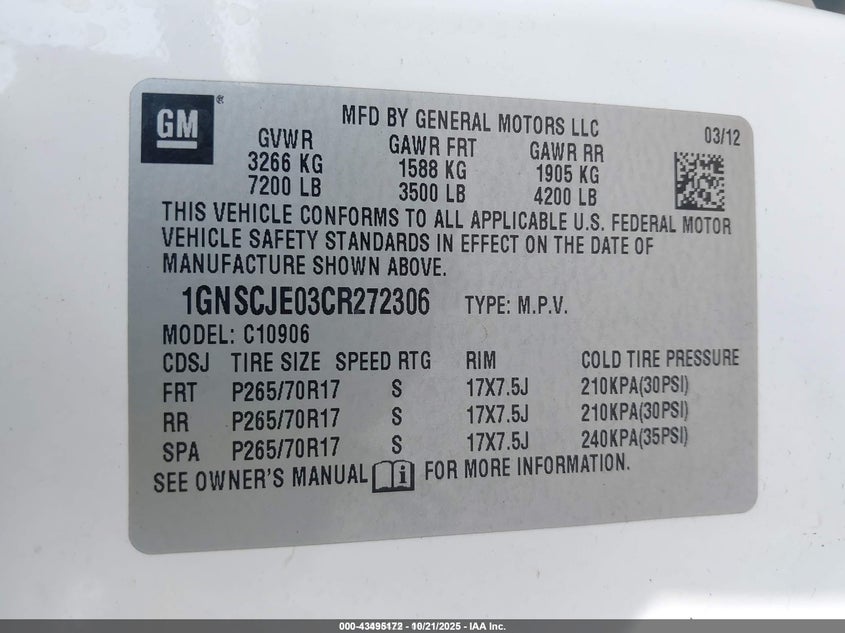 GM®
MFD BY GENERAL MOTORS LLC
03/12
GVWR GAWR FRT GAWR RR
3266 KG 1588 KG 1905 KG
7200 LB 3500 LB 4200 LB
THIS VEHICLE CONFORMS TO ALL APPLICABLE U.S. FEDERAL MOTOR
VEHICLE SAFETY STANDARDS IN EFFECT ON THE DATE OF
MANUFACTURE SHOWN ABOVE.
1GNSCJE03CR272306 TYPE: M.P.V.
MODEL: C10906
CDSJ TIRE SIZE SPEED RTG RIM COLD TIRE PRESSURE
FRT P265/70R17 S 17X7.5J 210KPA(30PSI)
RR P265/70R17 S 17X7.5J 210KPA(30PSI)
SPA P265/70R17 S 17X7.5J 240KPA(35PSI)
SEE OWNER'S MANUAL FOR MORE INFORMATION.
000-43495172 - 10/21/2025 - IAA Inc.